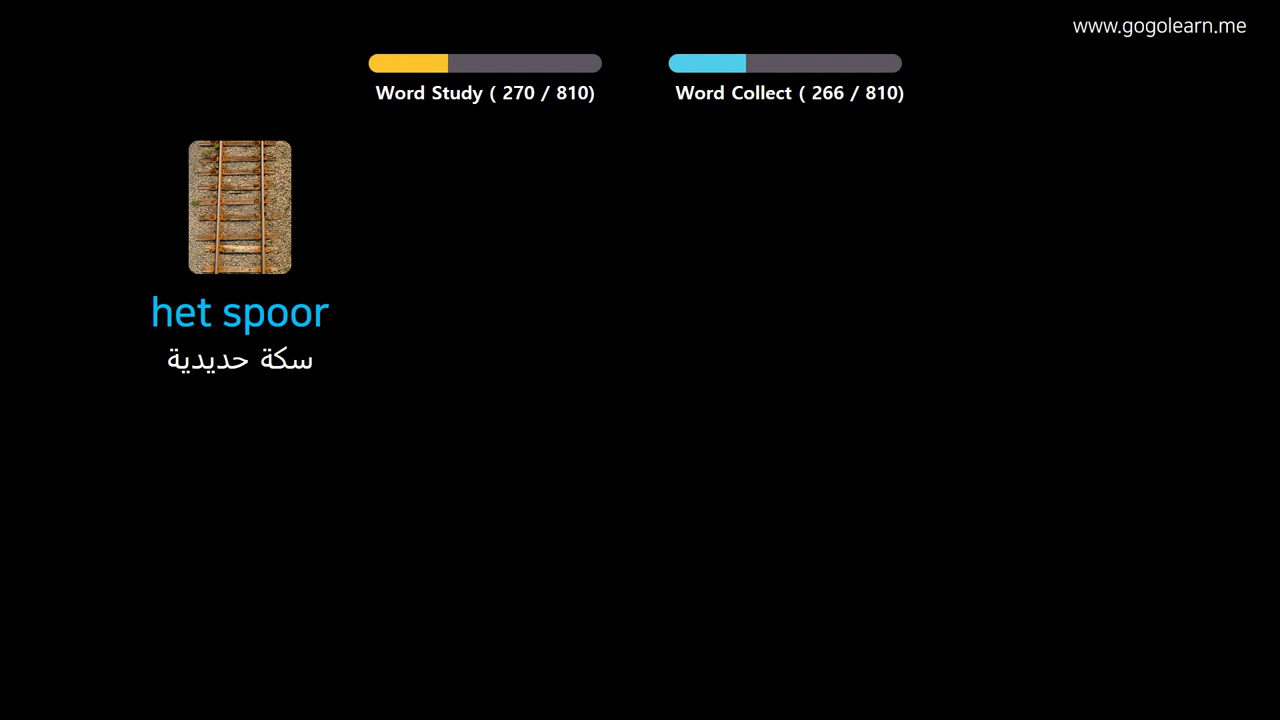 www.gogolearn.me
Word Study ( 270 / 810)
Word Collect ( 266 / 810)
het spoor
سكة حديدية